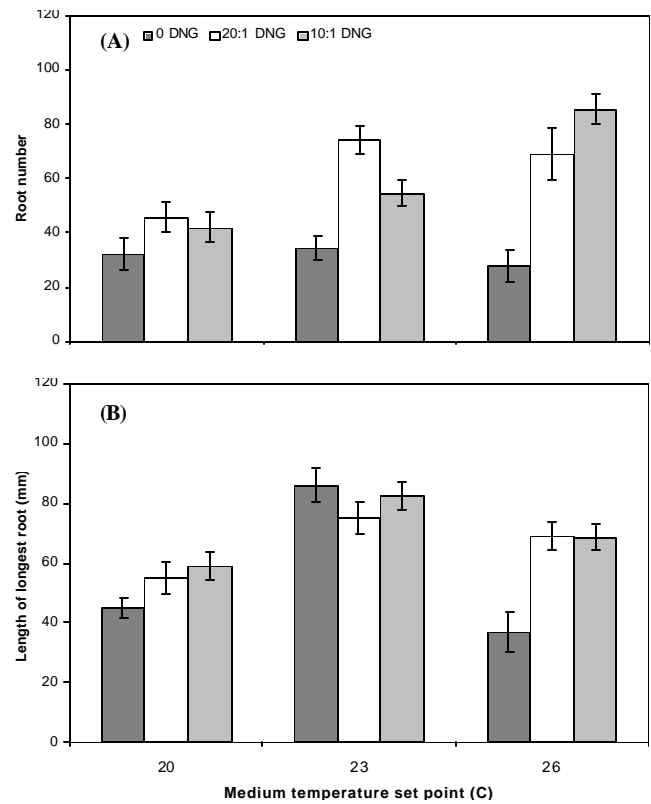 120
(A) 0 DNG 20:1 DNG 10:1 DNG
100
80
60
40
20
0
Root number
120
(B)
100
80
60
40
20
0
Length of longest root (mm)
20 23 26
Medium temperature set point (C)